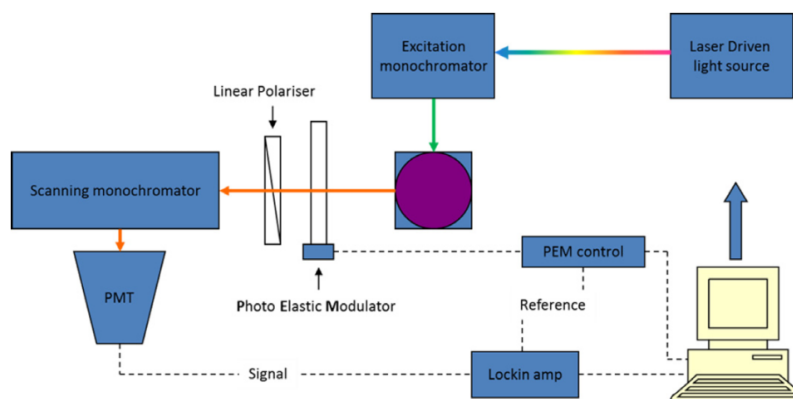 Excitation
monochromator
Laser Driven
light source
Linear Polariser
Scanning monochromator
PEM control
PMT
Photo Elastic Modulator
Reference
Signal
Lockin amp